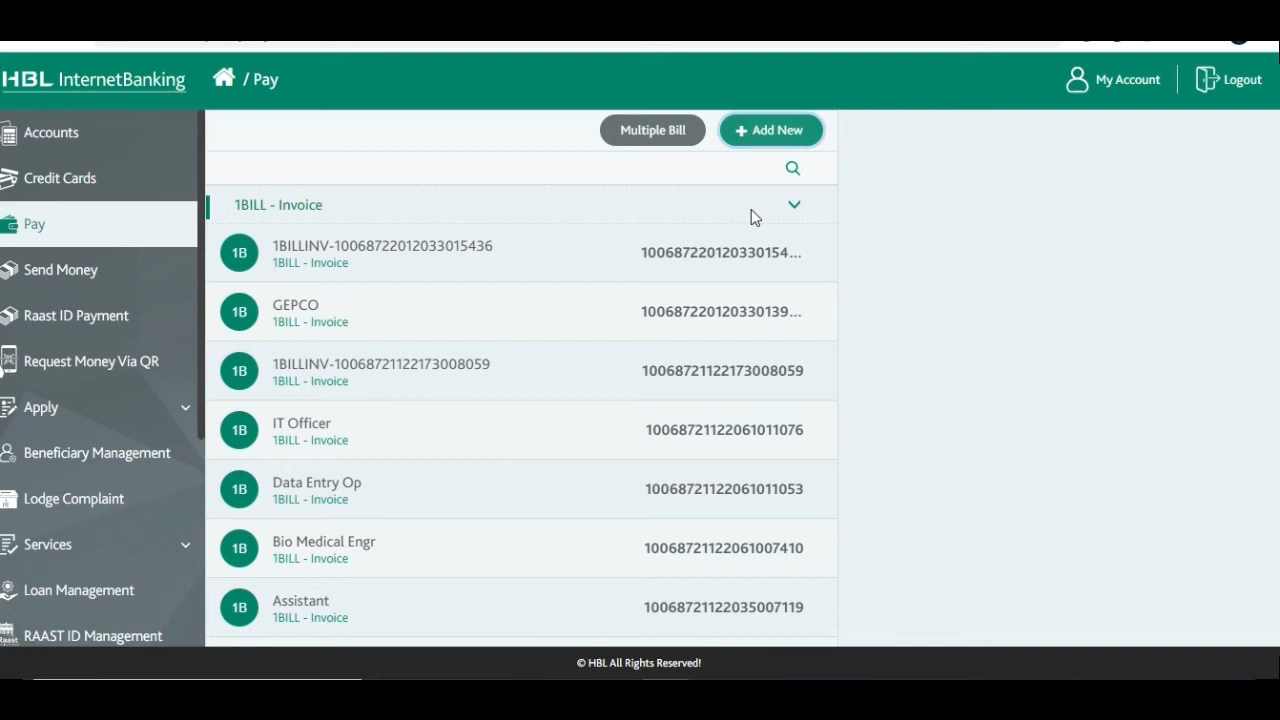 HBL InternetBanking
/ Pay
My Account
Logout
Accounts
Credit Cards
Pay
Send Money
Raast ID Payment
Request Money Via QR
Apply
Beneficiary Management
Lodge Complaint
Services
Loan Management
Raast
RAAST ID Management
Multiple Bill
+ Add New
1BILL - Invoice
1B
1BILLINV-10068722012033015436
1BILL - Invoice
100687220120330154...
1B
GEPCO
1BILL - Invoice
100687220120330139...
1B
1BILLINV-10068721122173008059
1BILL - Invoice
10068721122173008059
1B
IT Officer
1BILL - Invoice
10068721122061011076
1B
Data Entry Op
1BILL - Invoice
10068721122061011053
1B
Bio Medical Engr
1BILL - Invoice
10068721122061007410
1B
Assistant
1BILL - Invoice
10068721122035007119
© HBL All Rights Reserved!